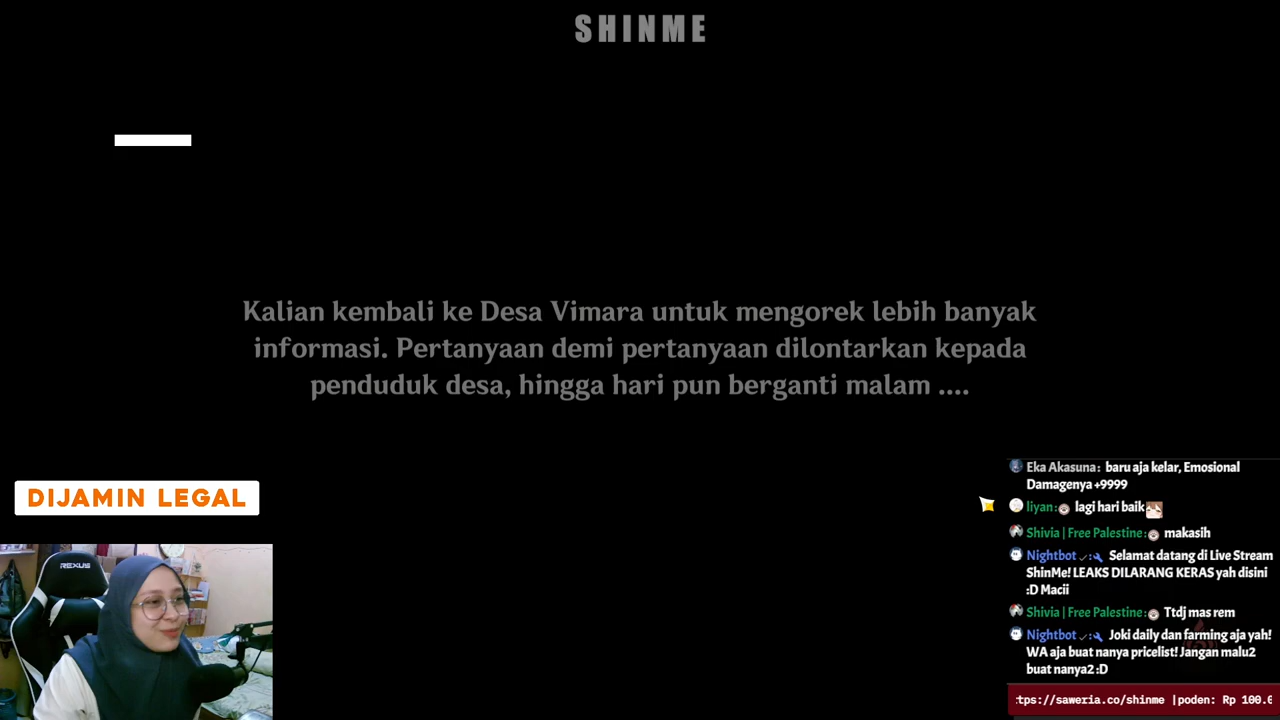 SHINME
Kalian kembali ke Desa Vimara untuk mengorek lebih banyak
informasi. Pertanyaan demi pertanyaan dilontarkan kepada
penduduk desa, hingga hari pun berganti malam ....
DIJAMIN LEGAL
REXUS
Eka Akasuna: baru aja kelar, Emosional
Damagenya +9999
liyan: lagi hari baik
Shivia | Free Palestine: makasih
Nightbot: Selamat datang di Live Stream
ShinMe! LEAKS DILARANG KERAS yah disini
:D Macii
Shivia | Free Palestine: Ttdj mas rem
Nightbot: Joki daily dan farming aja yah!
WA aja buat nanya pricelist! Jangan malu2
buat nanya2 :D
tps://saweria.co/shinme |poden: Rp 100.0